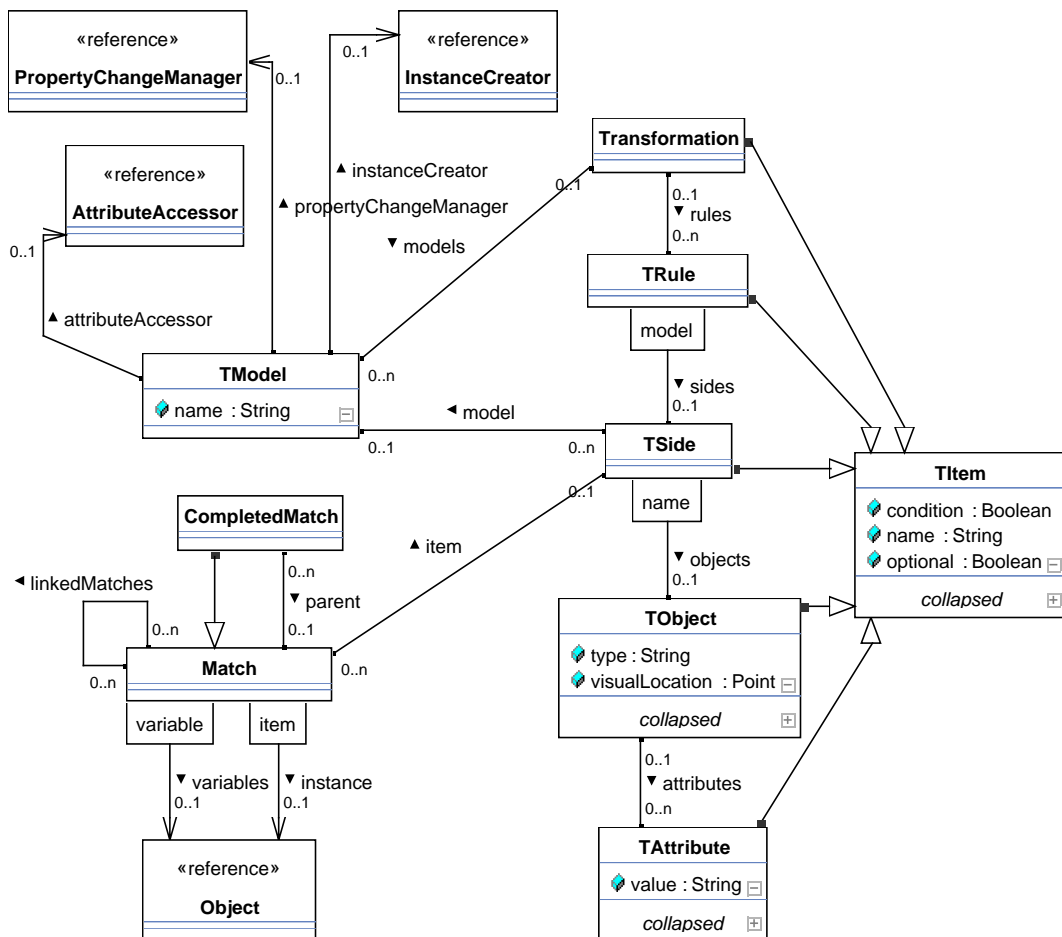 «reference»
PropertyChangeManager
0..1
0..1
«reference»
InstanceCreator
Transformation
«reference»
AttributeAccessor
0..1
▲ instanceCreator
▲ propertyChangeManager
▼ models
0..1
0..1
▼ rules
0..n
TRule
model
▲ attributeAccessor
TModel
name : String
0..n
▼ sides
0..1
◄ model
0..1
0..n
TSide
0..1
name
TItem
condition : Boolean
name : String
optional : Boolean
collapsed
CompletedMatch
▲ item
◄ linkedMatches
0..n
▼ parent
0..1
▼ objects
0..1
0..n
0..n
Match
0..n
TObject
type : String
visualLocation : Point
collapsed
variable
item
▼ variables
0..1
▼ instance
0..1
0..1
▼ attributes
0..n
«reference»
Object
TAttribute
value : String
collapsed